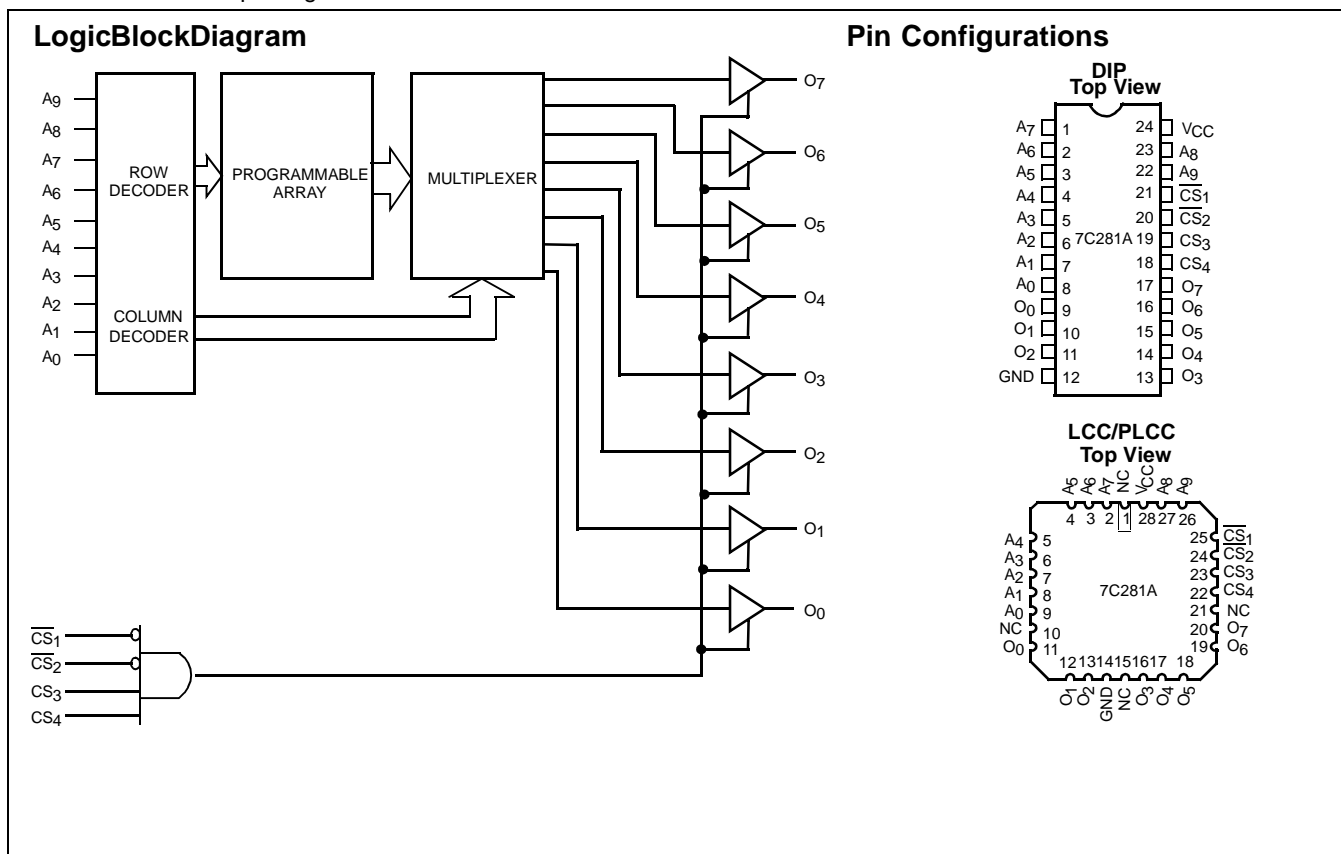 LogicBlockDiagram
A9
A8
A7
A6
A5
A4
A3
A2
A1
A0
ROW
DECODER
COLUMN
DECODER
PROGRAMMABLE
ARRAY
MULTIPLEXER
O7
O6
O5
O4
O3
O2
O1
O0
CS1
CS2
CS3
CS4
Pin Configurations
DIP
Top View
A7 1 24 VCC
A6 2 23 A8
A5 3 22 A9
A4 4 21 CS1
A3 5 20 CS2
A2 6 7C281A 19 CS3
A1 7 18 CS4
A0 8 17 O7
O0 9 16 O6
O1 10 15 O5
O2 11 14 O4
GND 12 13 O3
LCC/PLCC
Top View
A5 A6 A7 NC VCC A8 A9
4 3 2 1 28 27 26
A4 5 25 CS1
A3 6 24 CS2
A2 7 23 CS3
A1 8 7C281A 22 CS4
A0 9 21 NC
NC 10 20 O7
O0 11 19 O6
12 13 14 15 16 17 18
O1 O2 GND NC O3 O4 O5